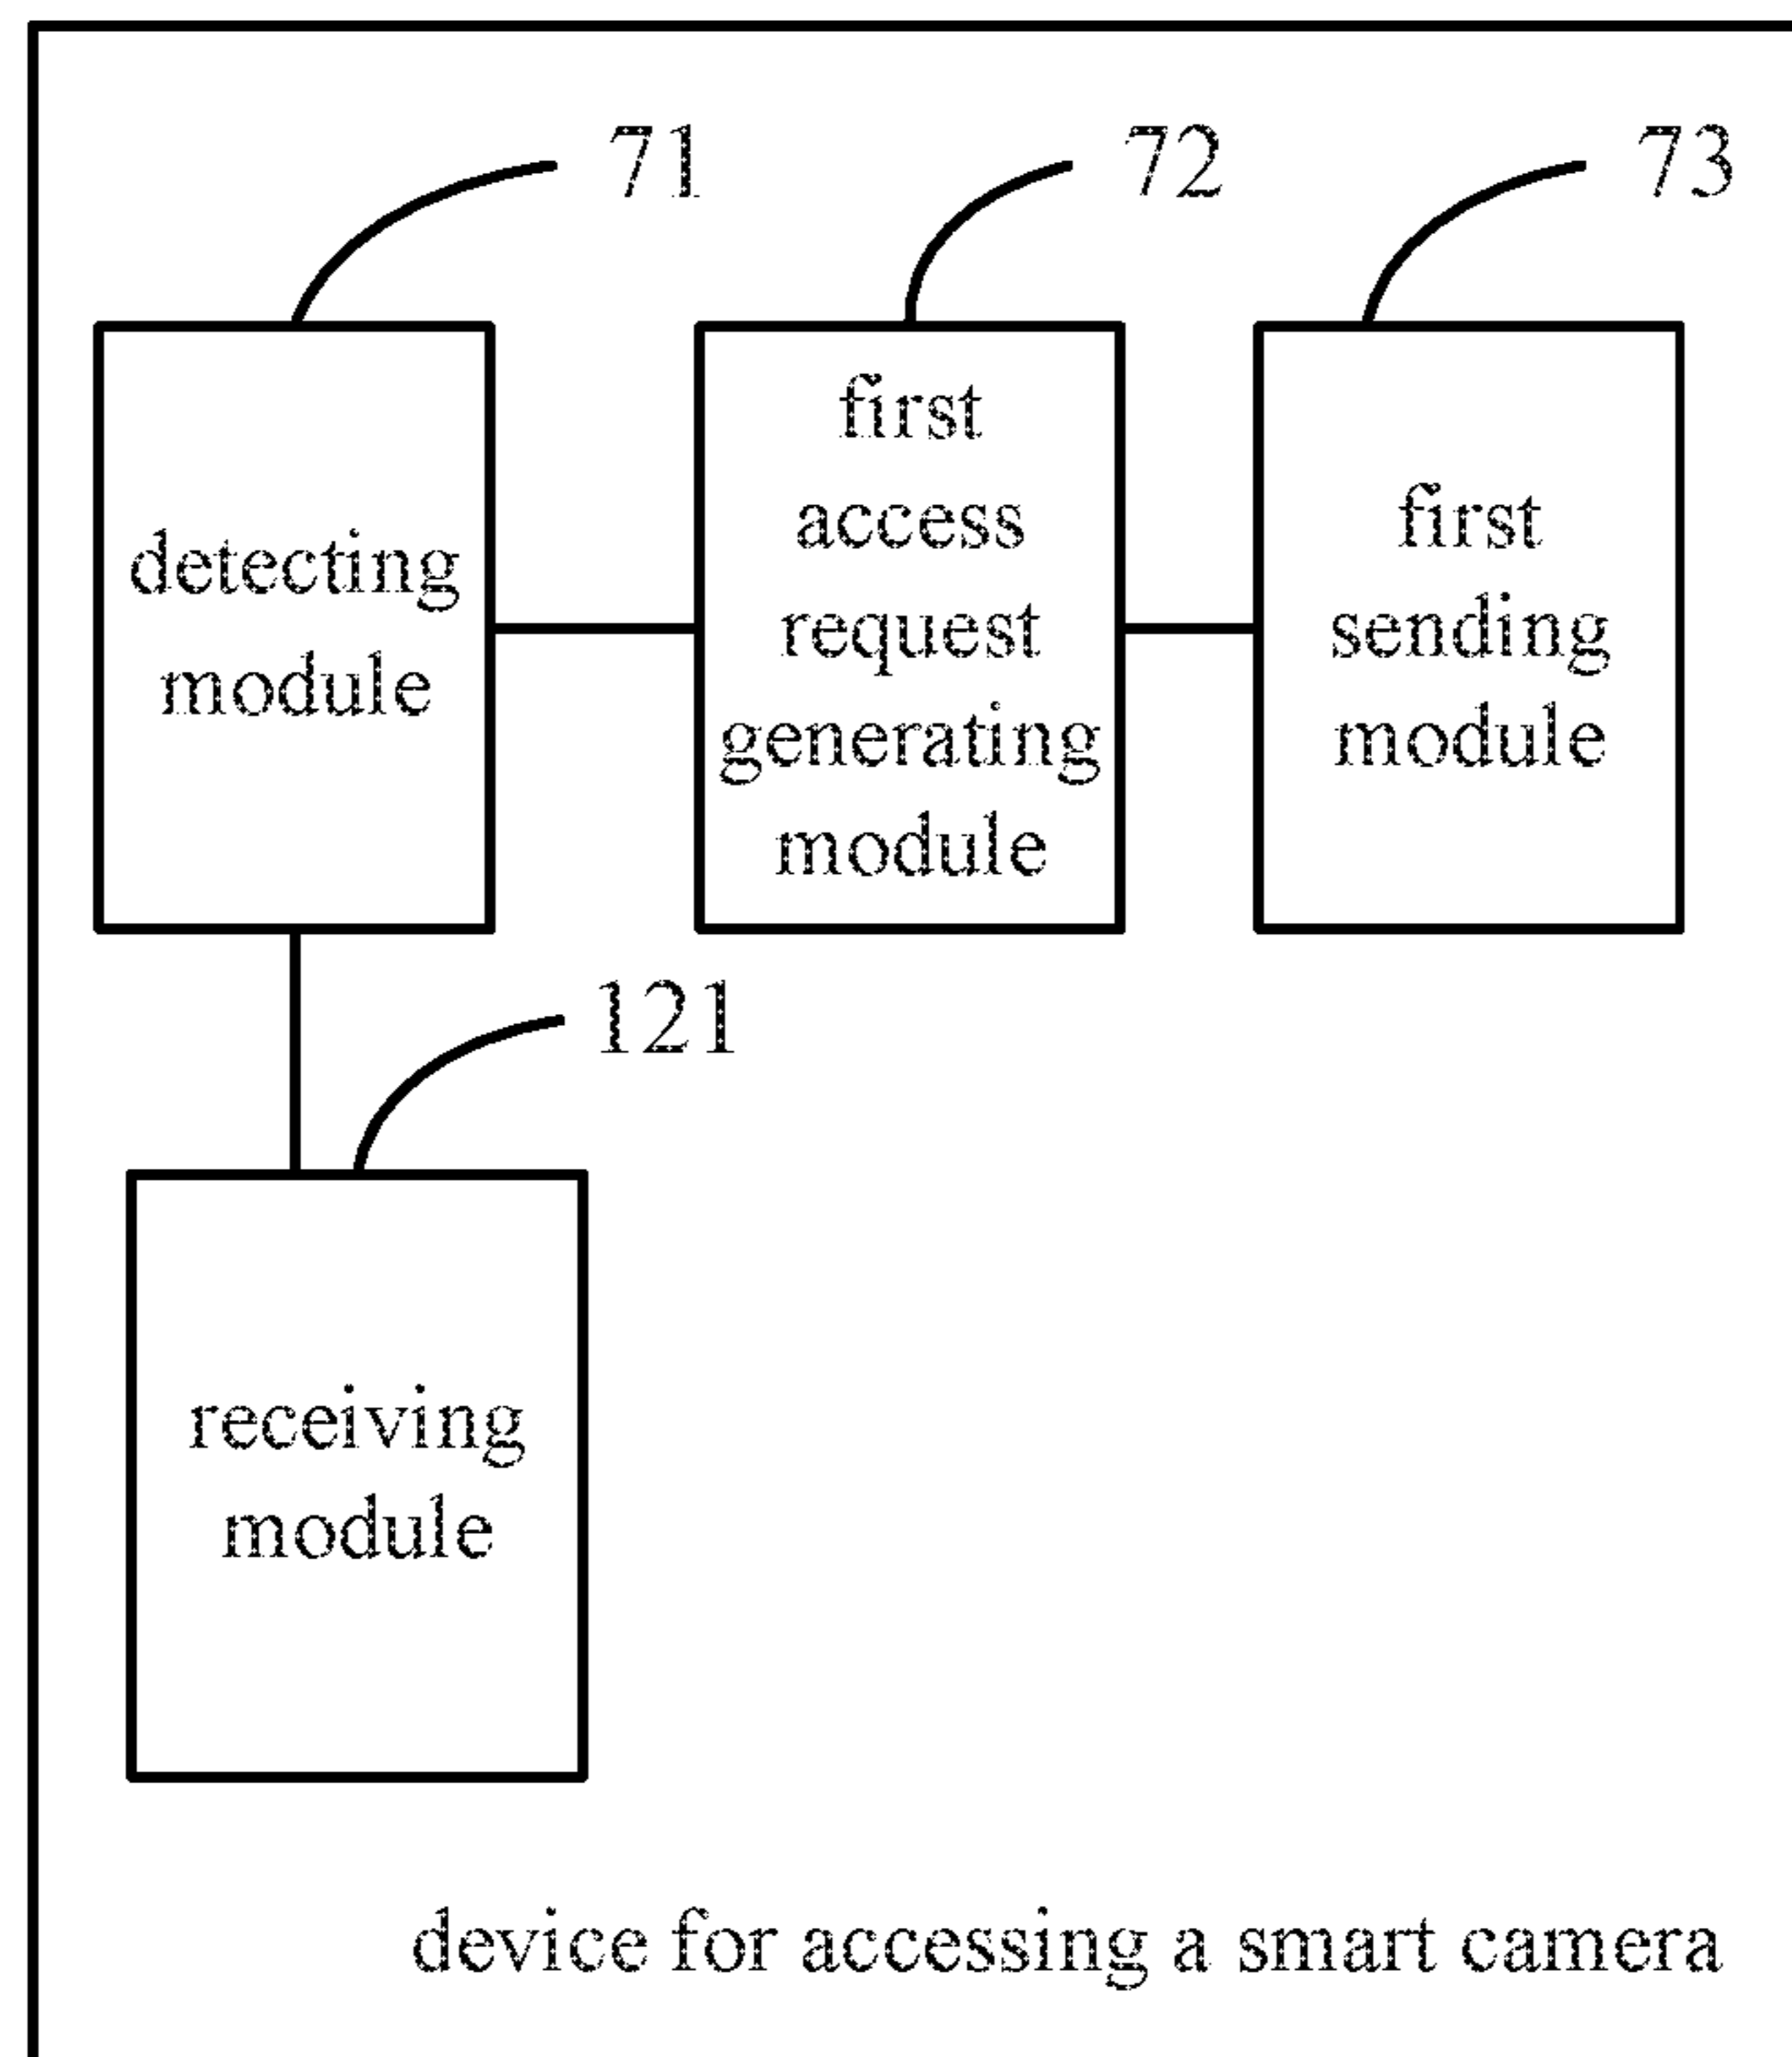 71
72
73
detecting
module
first
access
request
generating
module
first
sending
module
121
receiving
module
device for accessing a smart camera